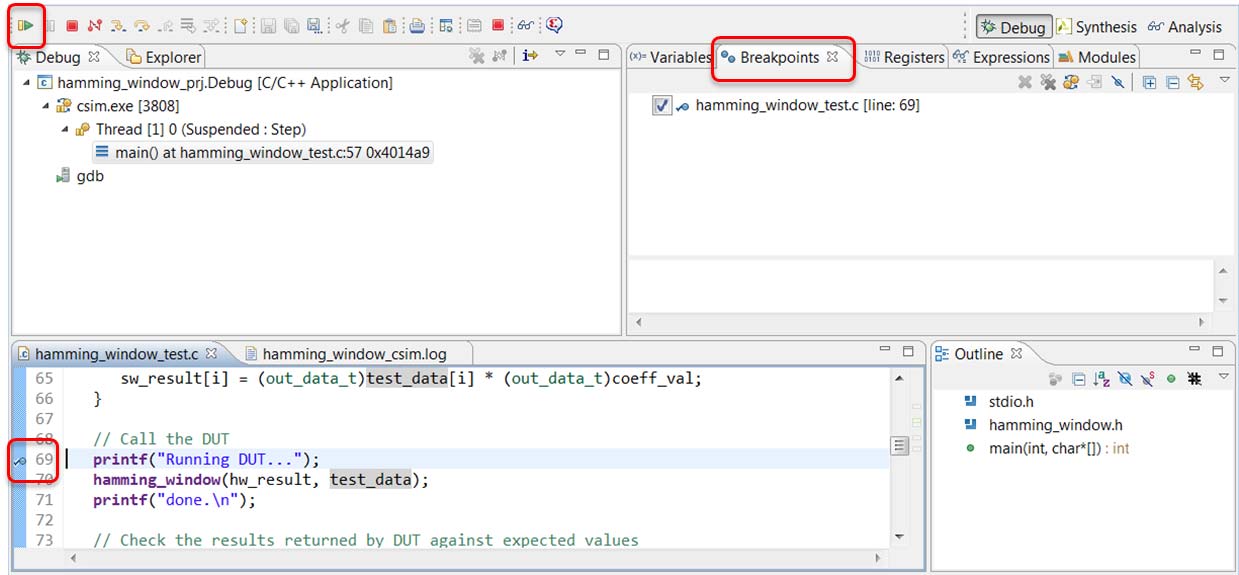 Debug Synthesis Analysis
Debug Explorer
hamming_window_prj.Debug [C/C++ Application]
csim.exe [3808]
Thread [1] 0 (Suspended : Step)
main() at hamming_window_test.c:57 0x4014a9
gdb
(x)= Variables Breakpoints 1010 0101 Registers Expressions Modules
hamming_window_test.c [line: 69]
hamming_window_test.c hamming_window_csim.log
65 sw_result[i] = (out_data_t)test_data[i] * (out_data_t)coeff_val;
66 }
67
68 // Call the DUT
69 printf("Running DUT...");
70 hamming_window(hw_result, test_data);
71 printf("done.\n");
72
73 // Check the results returned by DUT against expected values
Outline
stdio.h
hamming_window.h
main(int, char*[]) : int